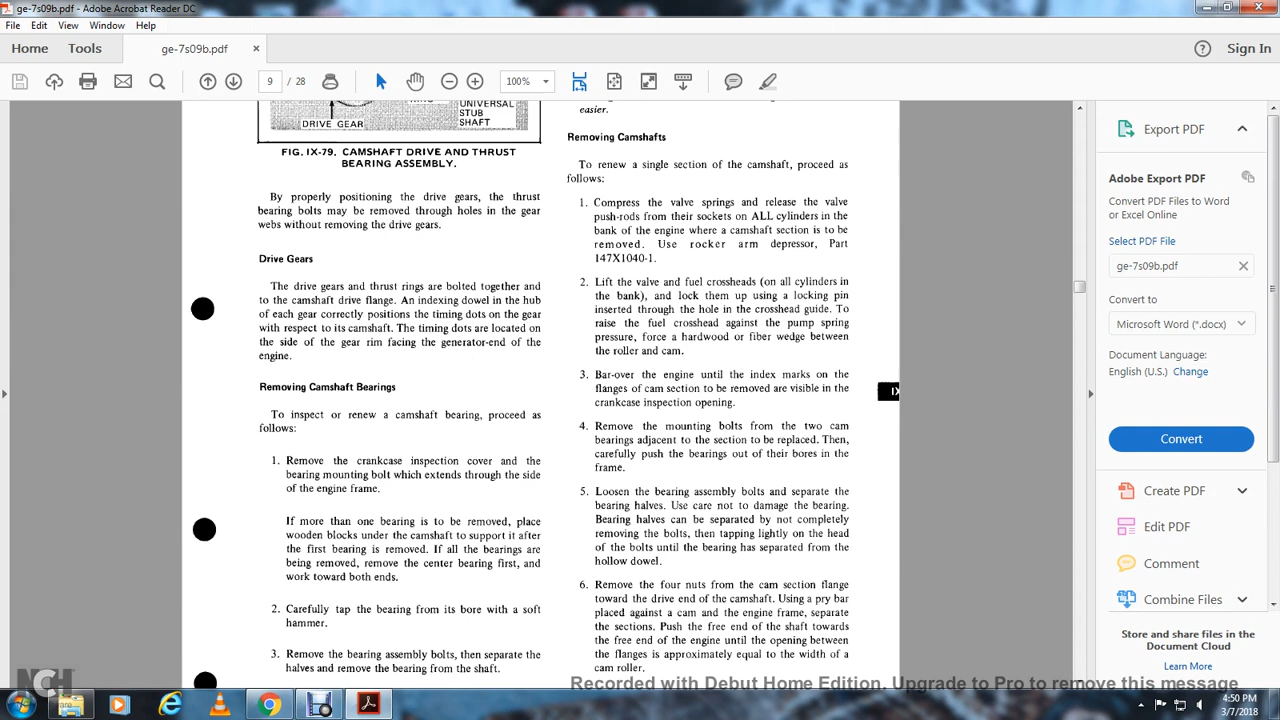 ge-7s09b.pdf - Adobe Acrobat Reader DC
File Edit View Window Help
Home Tools ge-7s09b.pdf × ? Sign In
9 / 28 100%
DRIVE GEAR
UNIVERSAL
STUB
SHAFT
FIG. IX-79. CAMSHAFT DRIVE AND THRUST
BEARING ASSEMBLY.
By properly positioning the drive gears, the thrust
bearing bolts may be removed through holes in the gear
webs without removing the drive gears.
Drive Gears
The drive gears and thrust rings are bolted together and
to the camshaft drive flange. An indexing dowel in the hub
of each gear correctly positions the timing dots on the gear
with respect to its camshaft. The timing dots are located on
the side of the gear rim facing the generator-end of the
engine.
Removing Camshaft Bearings
To inspect or renew a camshaft bearing, proceed as
follows:
1. Remove the crankcase inspection cover and the
bearing mounting bolt which extends through the side
of the engine frame.
If more than one bearing is to be removed, place
wooden blocks under the camshaft to support it after
the first bearing is removed. If all the bearings are
being removed, remove the center bearing first, and
work toward both ends.
2. Carefully tap the bearing from its bore with a soft
hammer.
3. Remove the bearing assembly bolts, then separate the
halves and remove the bearing from the shaft.
easier.
Removing Camshafts
To renew a single section of the camshaft, proceed as
follows:
1. Compress the valve springs and release the valve
push-rods from their sockets on ALL cylinders in the
bank of the engine where a camshaft section is to be
removed. Use rocker arm depressor, Part
147X1040-1.
2. Lift the valve and fuel crossheads (on all cylinders in
the bank), and lock them up using a locking pin
inserted through the hole in the crosshead guide. To
raise the fuel crosshead against the pump spring
pressure, force a hardwood or fiber wedge between
the roller and cam.
3. Bar-over the engine until the index marks on the
flanges of cam section to be removed are visible in the
crankcase inspection opening.
4. Remove the mounting bolts from the two cam
bearings adjacent to the section to be replaced. Then,
carefully push the bearings out of their bores in the
frame.
5. Loosen the bearing assembly bolts and separate the
bearing halves. Use care not to damage the bearing.
Bearing halves can be separated by not completely
removing the bolts, then tapping lightly on the head
of the bolts until the bearing has separated from the
hollow dowel.
6. Remove the four nuts from the cam section flange
toward the drive end of the camshaft. Using a pry bar
placed against a cam and the engine frame, separate
the sections. Push the free end of the shaft towards
the free end of the engine until the opening between
the flanges is approximately equal to the width of a
cam roller.
Export PDF
Adobe Export PDF
Convert PDF Files to Word
or Excel Online
Select PDF File
ge-7s09b.pdf
Convert to
Microsoft Word (*.docx)
Document Language:
English (U.S.) Change
Convert
Create PDF
Edit PDF
Comment
Combine Files
Store and share files in the
Document Cloud
Learn More
NCH
Recorded with Debut Home Edition. Upgrade to Pro to remove this message
4:50 PM
3/7/2018